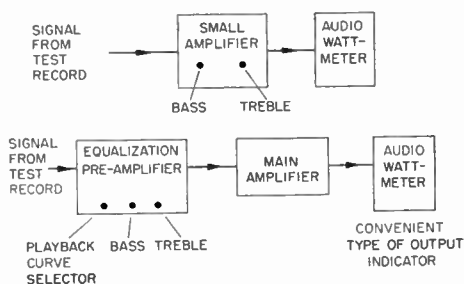 SIGNAL
FROM
TEST
RECORD
SMALL
AMPLIFIER
AUDIO
WATT-
METER
BASS
TREBLE
SIGNAL
FROM
TEST
RECORD
EQUALIZATION
PRE-AMPLIFIER
MAIN
AMPLIFIER
AUDIO
WATT-
METER
PLAYBACK
CURVE
SELECTOR
BASS
TREBLE
CONVENIENT
TYPE OF OUTPUT
INDICATOR